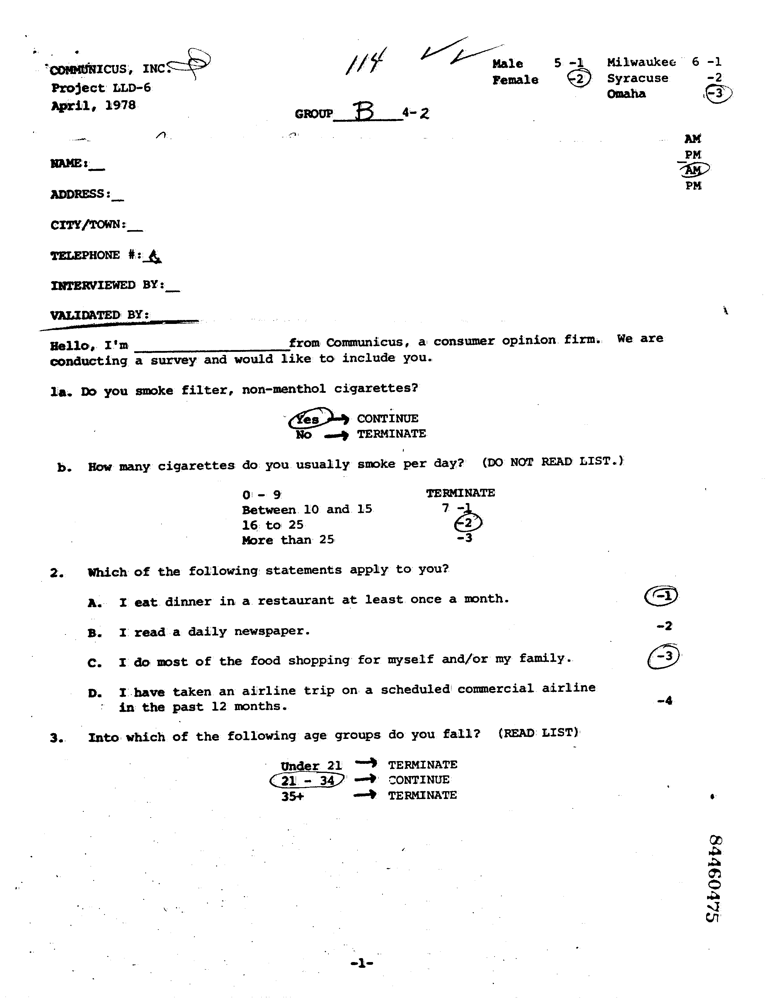 COMMUNICUS, INC.
Project LLD-6
April, 1978
114
Male 5 -1 Milwaukee 6 -1
Female -2 Syracuse -2
Omaha -3
GROUP B 4-2
AM
PM
AM
PM
NAME:
ADDRESS:
CITY/TOWN:
TELEPHONE #:
INTERVIEWED BY:
VALIDATED BY:
Hello, I'm from Communicus, a consumer opinion firm. We are
conducting a survey and would like to include you.
1a. Do you smoke filter, non-menthol cigarettes?
Yes → CONTINUE
No → TERMINATE
b. How many cigarettes do you usually smoke per day? (DO NOT READ LIST.)
0 - 9 TERMINATE
Between 10 and 15 7 -1
16 to 25 -2
More than 25 -3
2. Which of the following statements apply to you?
A. I eat dinner in a restaurant at least once a month. -1
B. I read a daily newspaper. -2
C. I do most of the food shopping for myself and/or my family. -3
D. I have taken an airline trip on a scheduled commercial airline
in the past 12 months. -4
3. Into which of the following age groups do you fall? (READ LIST)
Under 21 → TERMINATE
21 - 34 → CONTINUE
35+ → TERMINATE
84460475
-1-